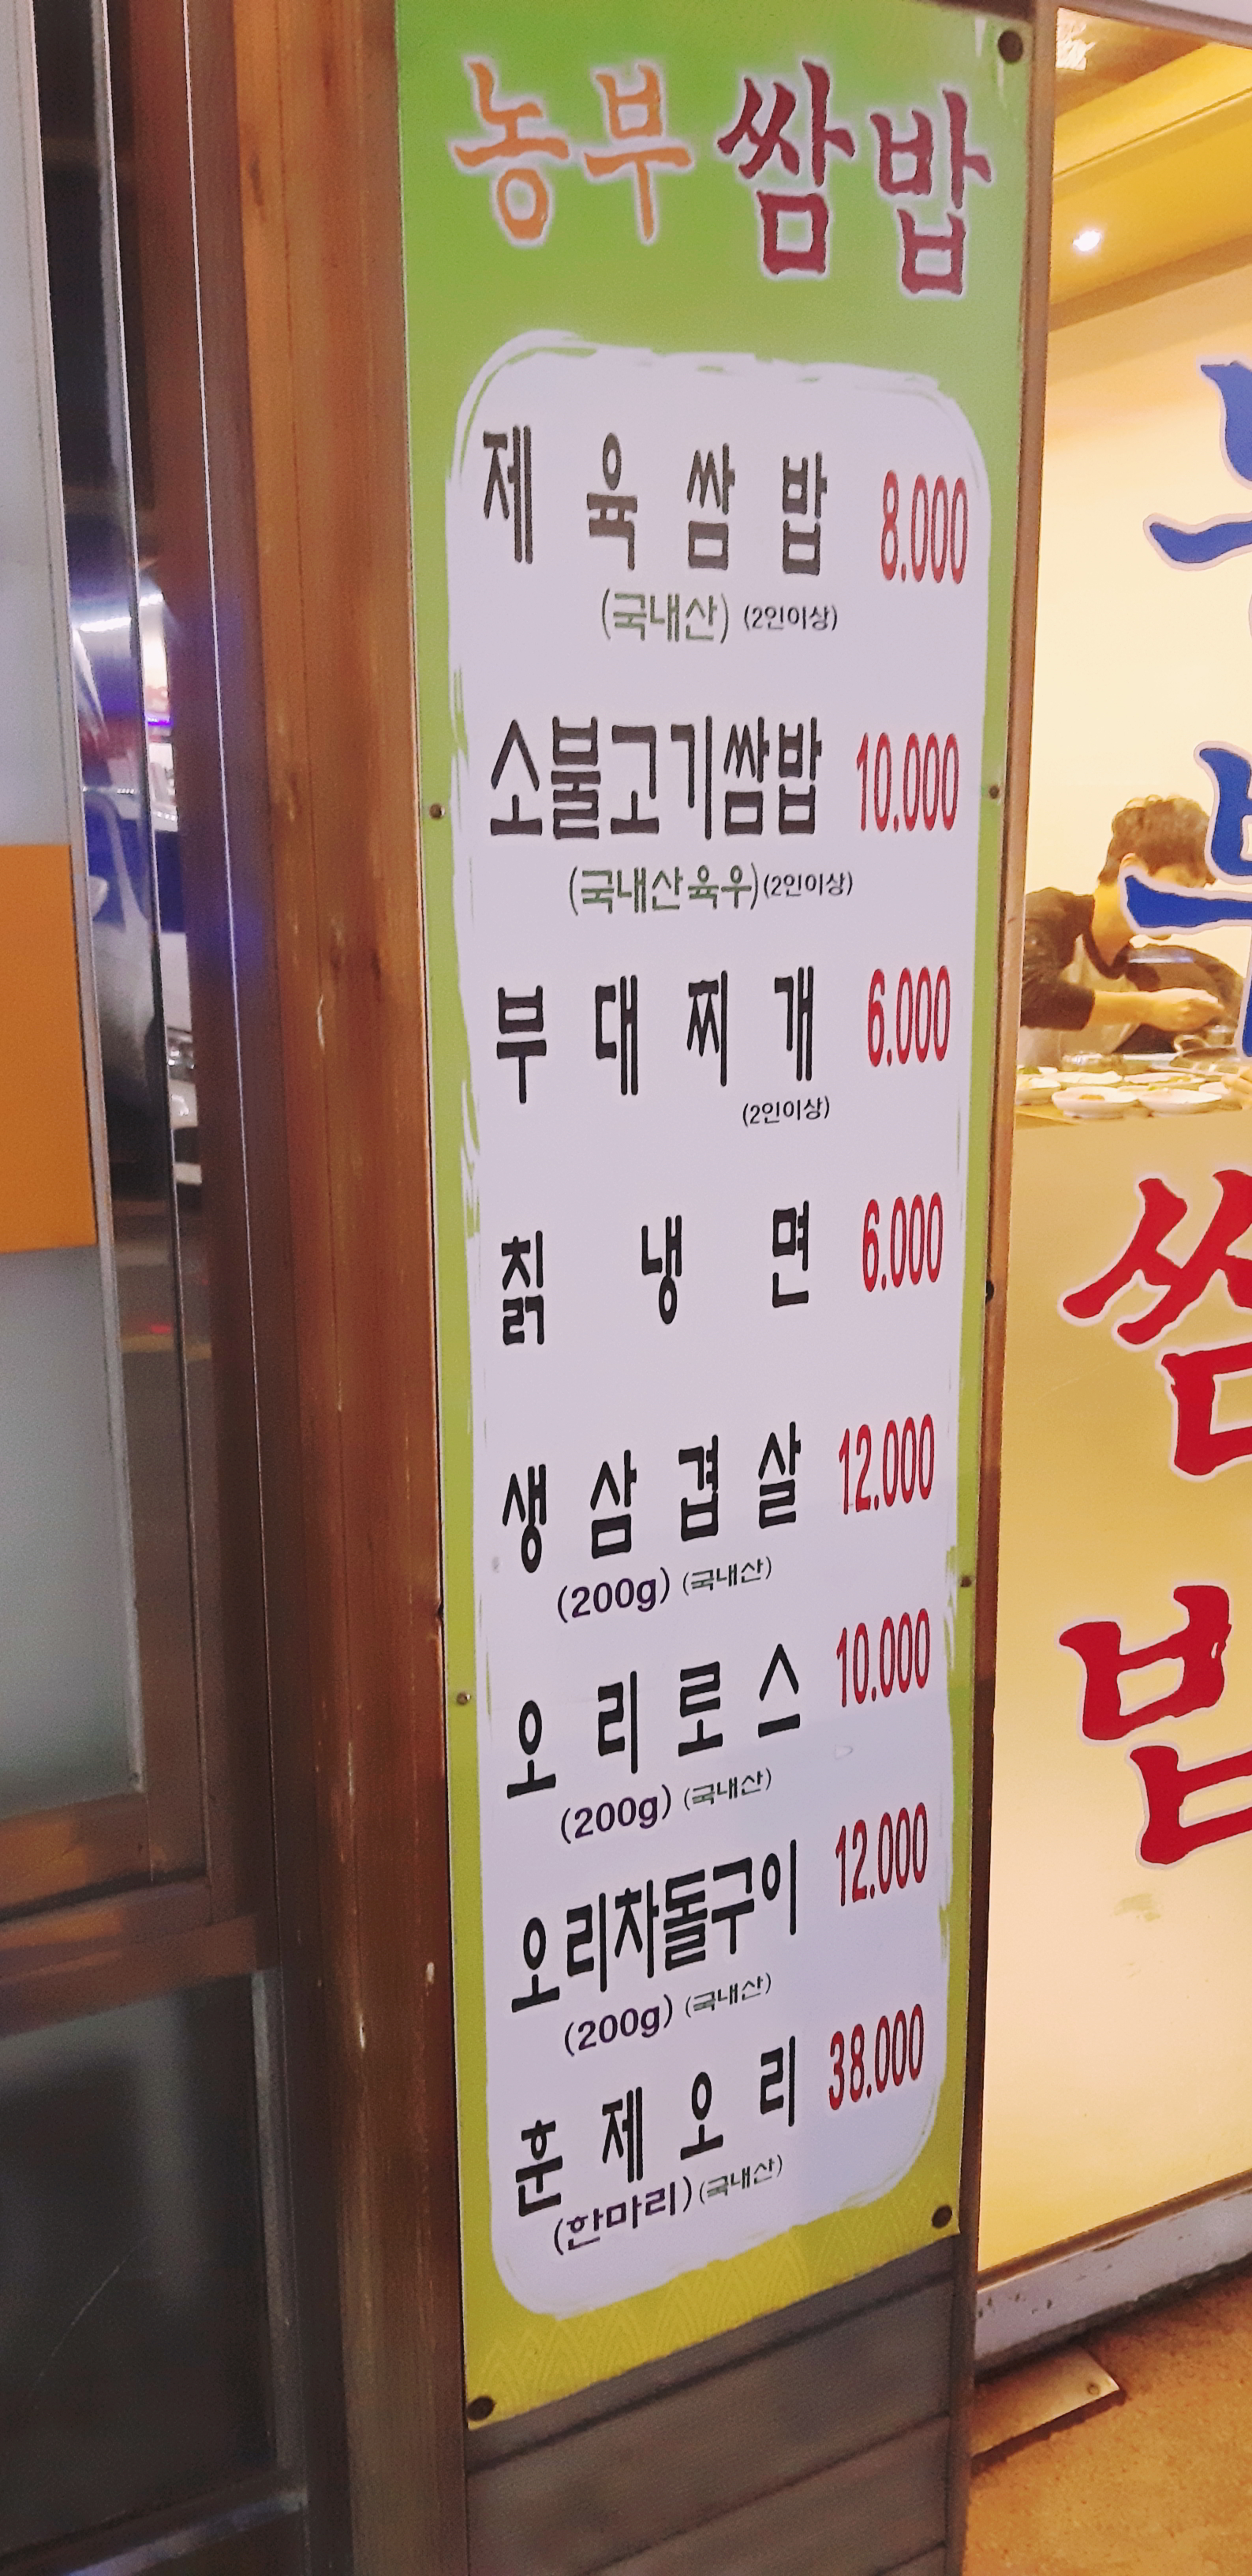 농부쌈밥
제육쌈밥 8.000
(국내산) (2인이상)
소불고기쌈밥 10.000
(국내산육우)(2인이상)
부대찌개 6.000
(2인이상)
칡냉면 6.000
생삼겹살 12.000
(200g) (국내산)
오리로스 10.000
(200g) (국내산)
오리차돌구이 12.000
(200g) (국내산)
훈제오리 38.000
(한마리) (국내산)
쌈
밥